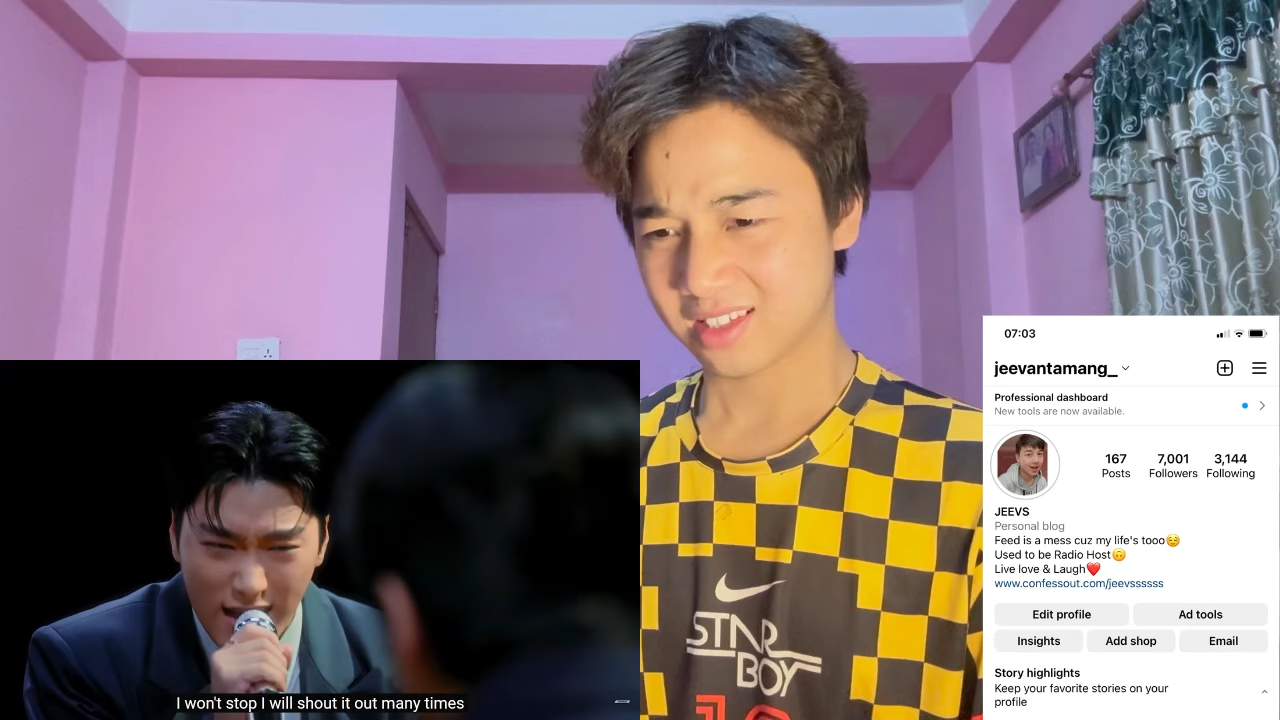 I won't stop I will shout it out many times
STAR
BOY
07:03
jeevantamang_
Professional dashboard
New tools are now available.
167 7,001 3,144
Posts Followers Following
JEEVS
Personal blog
Feed is a mess cuz my life's tooo😌
Used to be Radio Host🙃
Live love & Laugh❤️
www.confessout.com/jeevssssss
Edit profile Ad tools
Insights Add shop Email
Story highlights
Keep your favorite stories on your
profile